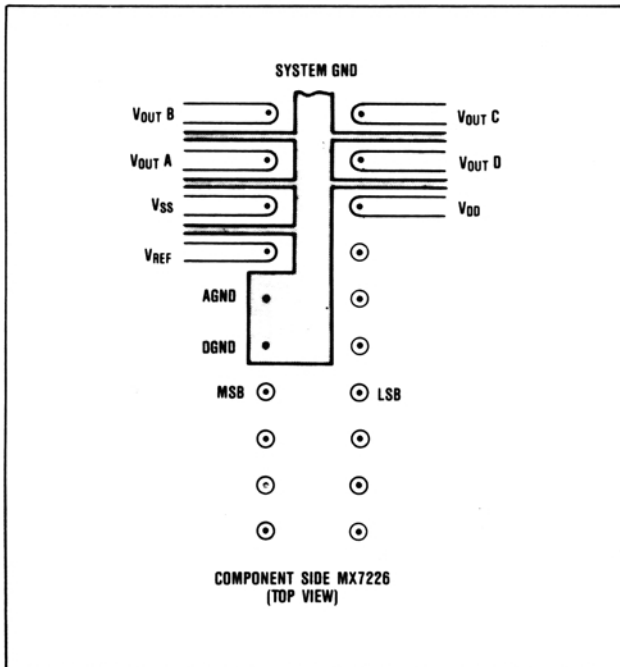 SYSTEM GND
VOUT B
VOUT C
VOUT A
VOUT D
VSS
VDD
VREF
AGND
DGND
MSB
LSB
COMPONENT SIDE MX7226
(TOP VIEW)